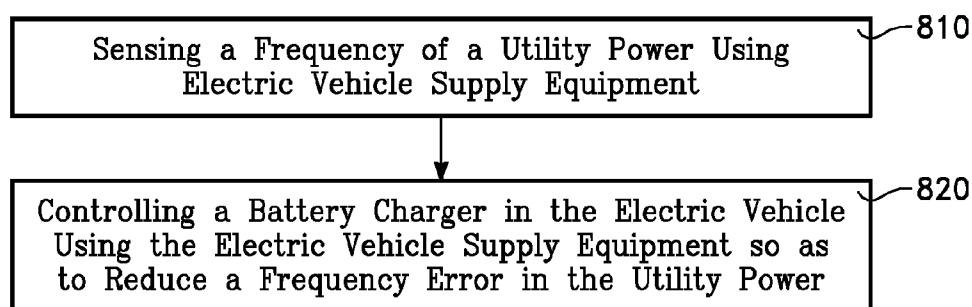 Sensing a Frequency of a Utility Power Using
Electric Vehicle Supply Equipment
810
Controlling a Battery Charger in the Electric Vehicle
Using the Electric Vehicle Supply Equipment so as
to Reduce a Frequency Error in the Utility Power
820